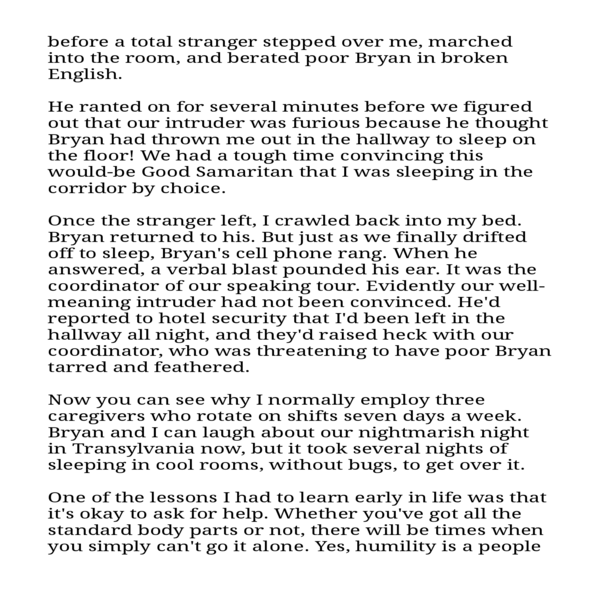 before a total stranger stepped over me, marched
into the room, and berated poor Bryan in broken
English.
He ranted on for several minutes before we figured
out that our intruder was furious because he thought
Bryan had thrown me out in the hallway to sleep on
the floor! We had a tough time convincing this
would-be Good Samaritan that I was sleeping in the
corridor by choice.
Once the stranger left, I crawled back into my bed.
Bryan returned to his. But just as we finally drifted
off to sleep, Bryan's cell phone rang. When he
answered, a verbal blast pounded his ear. It was the
coordinator of our speaking tour. Evidently our well-
meaning intruder had not been convinced. He'd
reported to hotel security that I'd been left in the
hallway all night, and they'd raised heck with our
coordinator, who was threatening to have poor Bryan
tarred and feathered.
Now you can see why I normally employ three
caregivers who rotate on shifts seven days a week.
Bryan and I can laugh about our nightmarish night
in Transylvania now, but it took several nights of
sleeping in cool rooms, without bugs, to get over it.
One of the lessons I had to learn early in life was that
it's okay to ask for help. Whether you've got all the
standard body parts or not, there will be times when
you simply can't go it alone. Yes, humility is a people